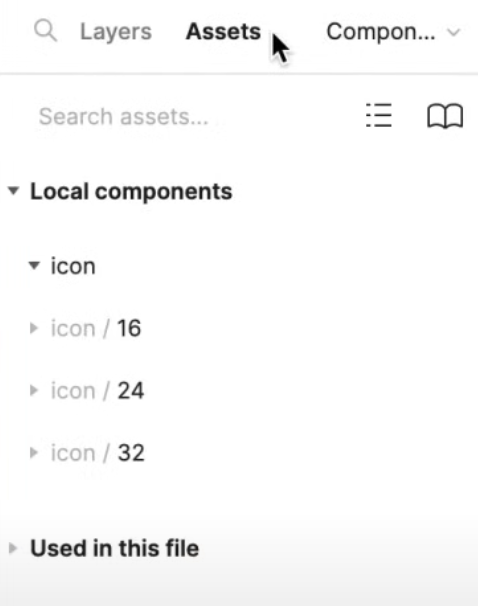 Layers Assets Compon...
Search assets...
Local components
icon
icon / 16
icon / 24
icon / 32
Used in this file